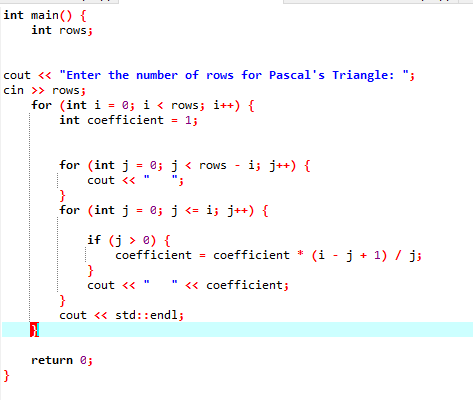 int main() {
    int rows;
cout << "Enter the number of rows for Pascal's Triangle: ";
cin >> rows;
    for (int i = 0; i < rows; i++) {
        int coefficient = 1;
        for (int j = 0; j < rows - i; j++) {
            cout << "   ";
        }
        for (int j = 0; j <= i; j++) {
            if (j > 0) {
                coefficient = coefficient * (i - j + 1) / j;
            }
            cout << "   " << coefficient;
        }
        cout << std::endl;
    }
    return 0;
}